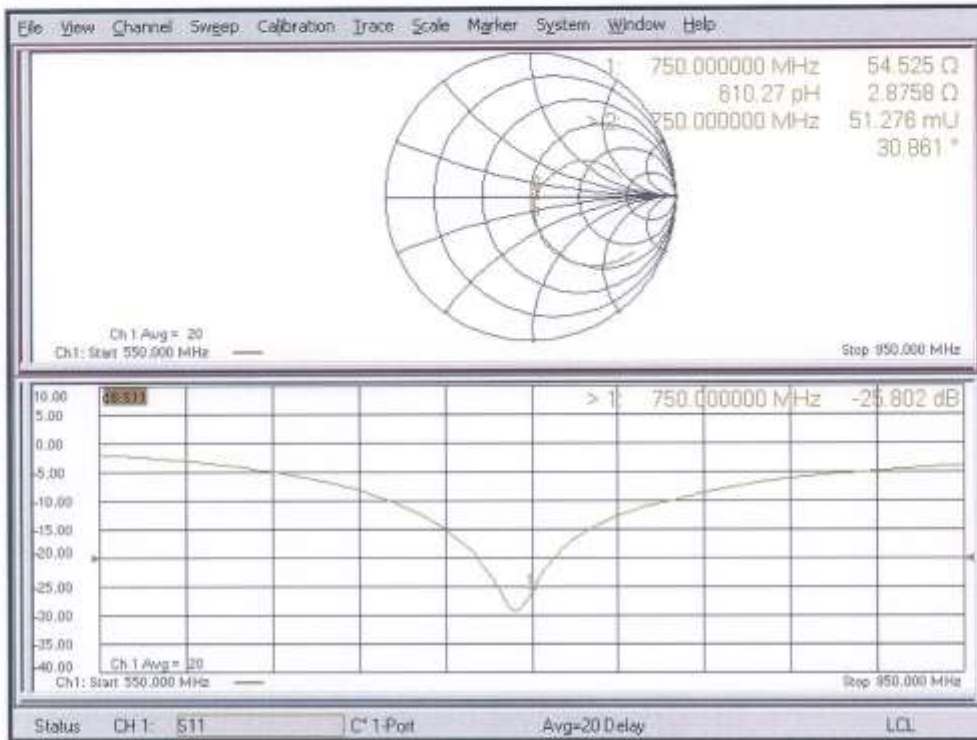 File View Channel Sweep Calibration Trace Scale Marker System Window Help
1: 750.000000 MHz 54.525 Ω
610.27 pH 2.8758 Ω
> 2: 750.000000 MHz 51.276 mU
30.861 °
Ch 1 Avg = 20
Ch1: Start 550.000 MHz
Stop 950.000 MHz
10.00
dB S11
> 1: 750.000000 MHz -25.802 dB
5.00
0.00
-5.00
-10.00
-15.00
-20.00
-25.00
-30.00
-35.00
-40.00
Ch 1 Avg = 20
Ch1: Start 550.000 MHz
Stop 950.000 MHz
Status CH 1: S11 C* 1-Port Avg=20 Delay LCL